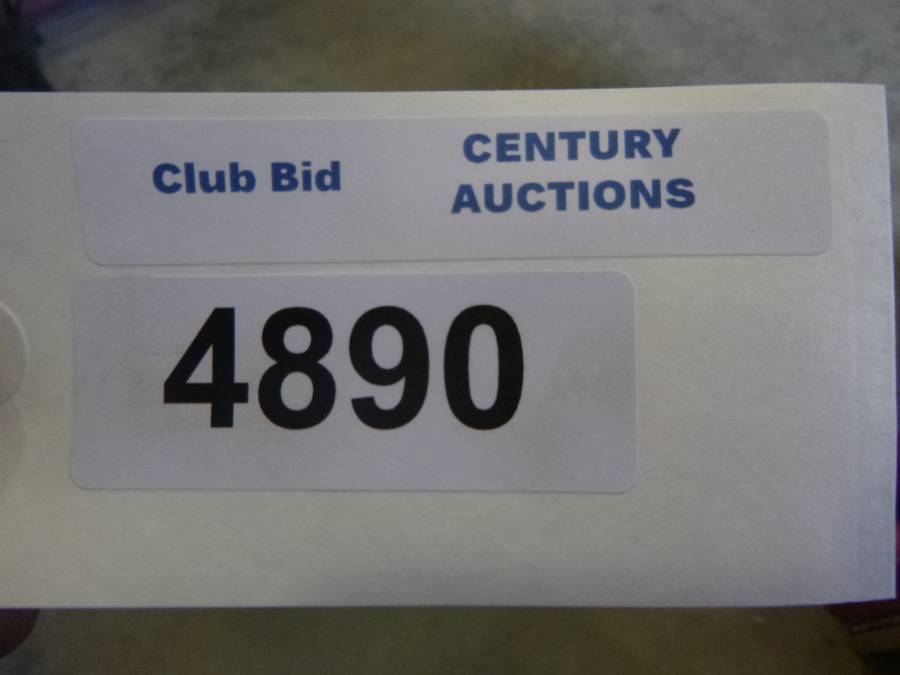 Club Bid
CENTURY
AUCTIONS
4890